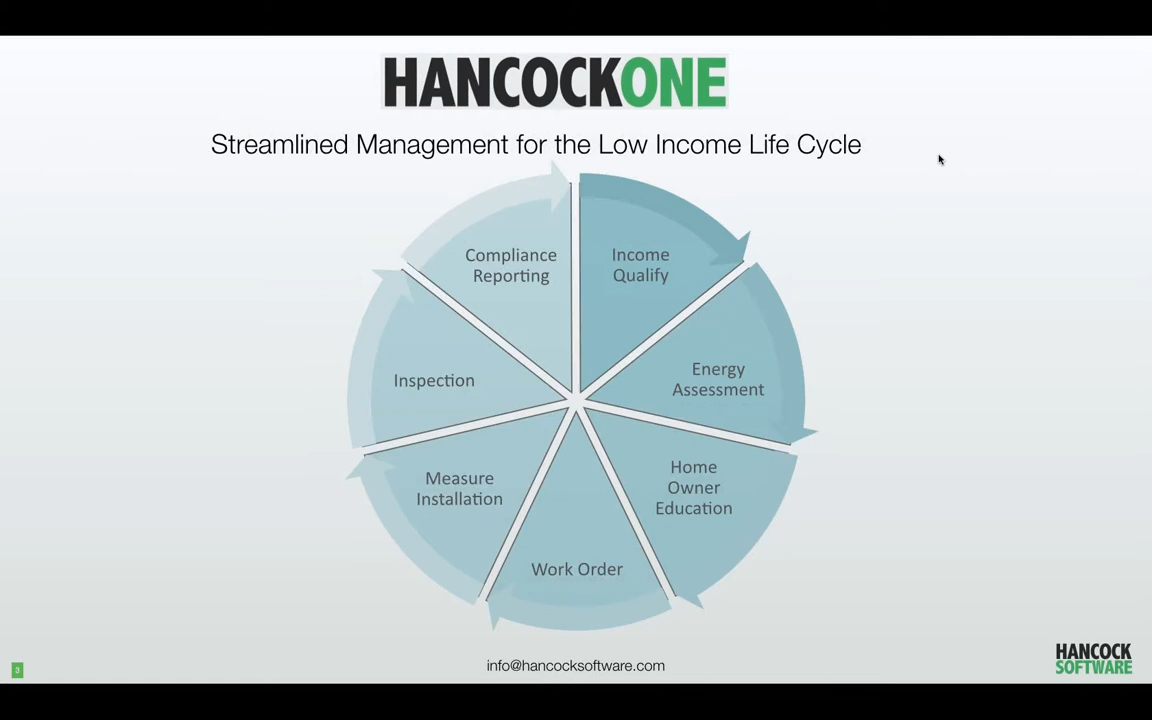 HANCOCKONE
Streamlined Management for the Low Income Life Cycle
Compliance
Reporting
Income
Qualify
Energy
Assessment
Home
Owner
Education
Work Order
Measure
Installation
Inspection
3
info@hancocksoftware.com
HANCOCK
SOFTWARE